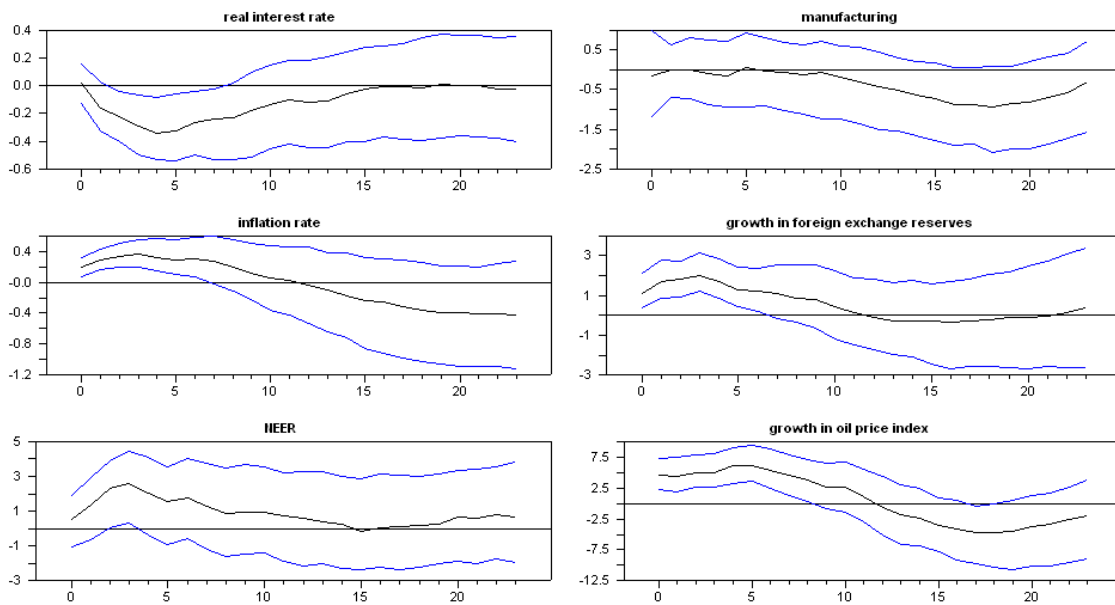 real interest rate
0.4
0.2
0.0
-0.2
-0.4
-0.6
0 5 10 15 20
manufacturing
0.5
-0.5
-1.5
-2.5
0 5 10 15 20
inflation rate
0.4
-0.0
-0.4
-0.8
-1.2
0 5 10 15 20
growth in foreign exchange reserves
3
1
-1
-3
0 5 10 15 20
NEER
5
3
1
-1
-3
0 5 10 15 20
growth in oil price index
7.5
2.5
-2.5
-7.5
-12.5
0 5 10 15 20